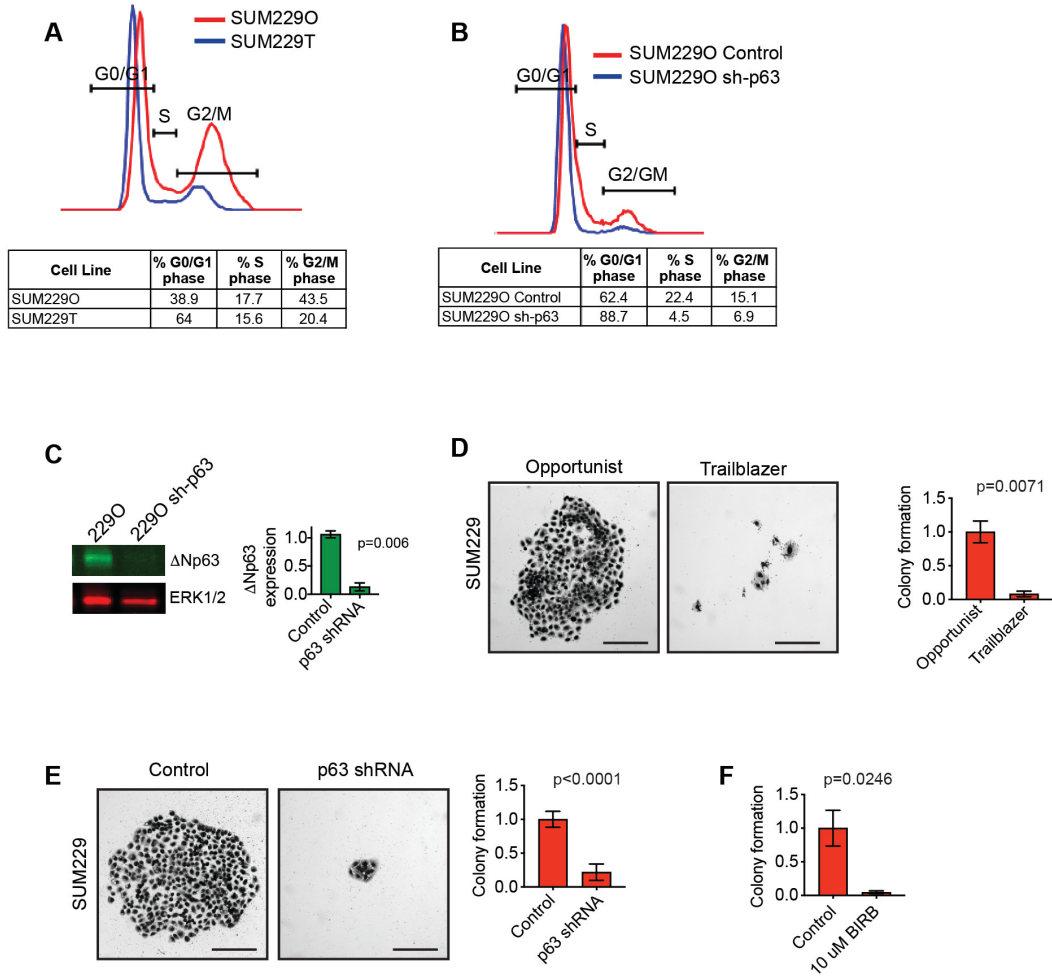 A
SUM229O
SUM229T
G0/G1
S
G2/M
Cell Line
% G0/G1 phase
% S phase
% G2/M phase
SUM229O 38.9 17.7 43.5
SUM229T 64 15.6 20.4
B
SUM229O Control
SUM229O sh-p63
G0/G1
S
G2/GM
Cell Line
% G0/G1 phase
% S phase
% G2/M phase
SUM229O Control 62.4 22.4 15.1
SUM229O sh-p63 88.7 4.5 6.9
C
229O
229O sh-p63
ΔNp63
ERK1/2
ΔNp63
expression
1.0
0.5
0.0
p=0.006
Control
p63 shRNA
D
Opportunist
Trailblazer
SUM229
Colony formation
p=0.0071
1.5
1.0
0.5
0.0
Opportunist
Trailblazer
E
Control
p63 shRNA
SUM229
Colony formation
p<0.0001
1.5
1.0
0.5
0.0
Control
p63 shRNA
F
p=0.0246
Colony formation
1.5
1.0
0.5
0.0
Control
10 uM BIRB